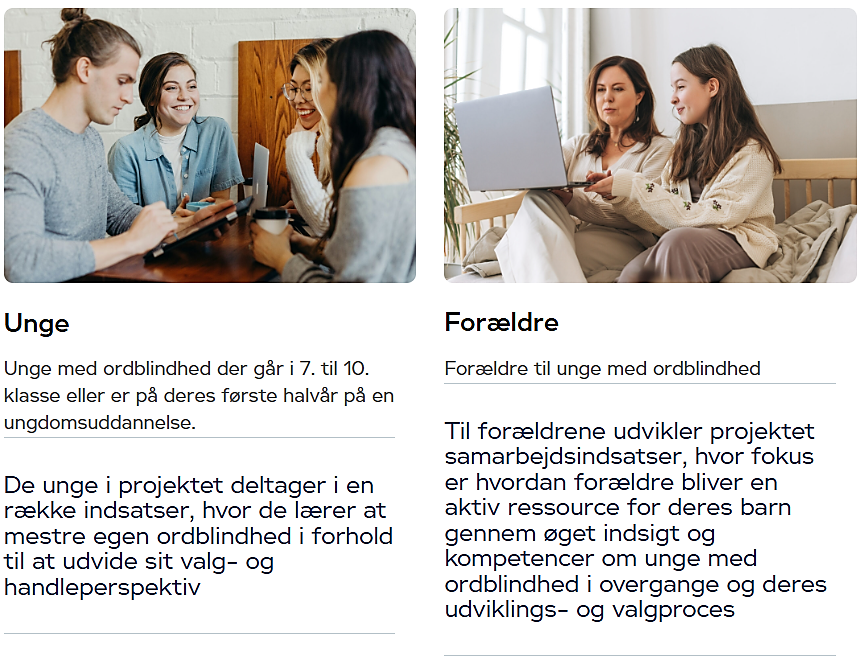 Unge
Unge med ordblindhed der går i 7. til 10.
klasse eller er på deres første halvår på en
ungdomsuddannelse.
De unge i projektet deltager i en
række indsatser, hvor de lærer at
mestre egen ordblindhed i forhold
til at udvide sit valg- og
handleperspektiv
Forældre
Forældre til unge med ordblindhed
Til forældrene udvikler projektet
samarbejdsindsatser, hvor fokus
er hvordan forældre bliver en
aktiv ressource for deres barn
gennem øget indsigt og
kompetencer om unge med
ordblindhed i overgange og deres
udviklings- og valgproces